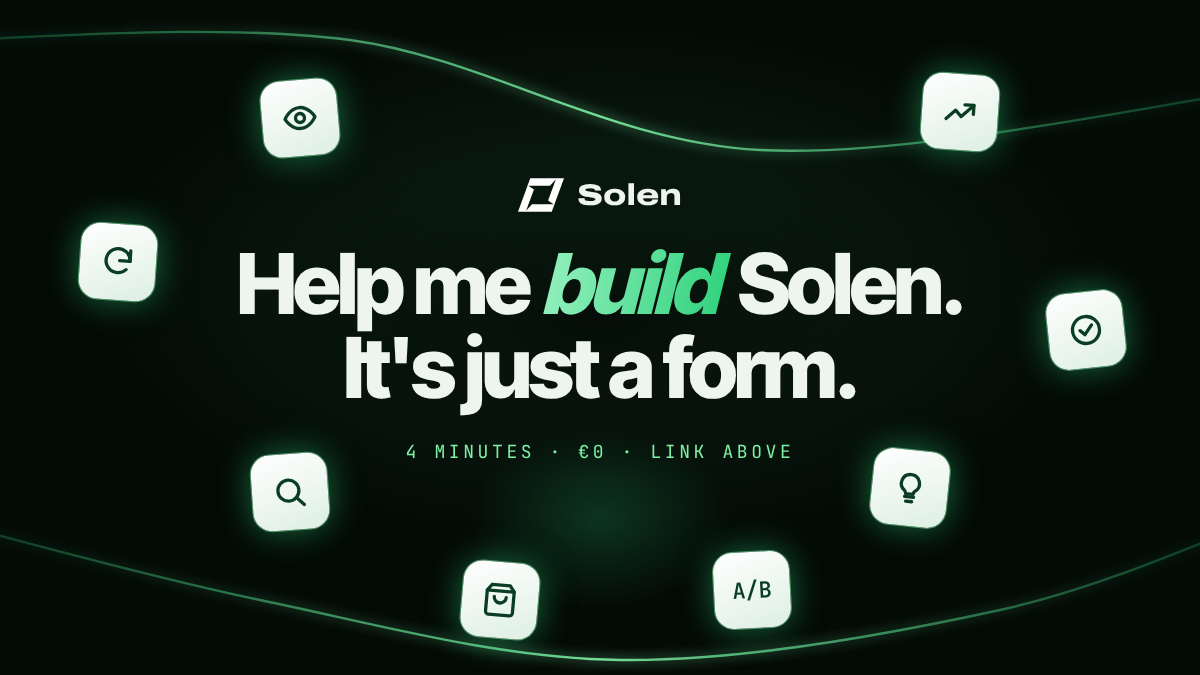 Solen
Help me build Solen.
It's just a form.
4 MINUTES · €0 · LINK ABOVE
A/B